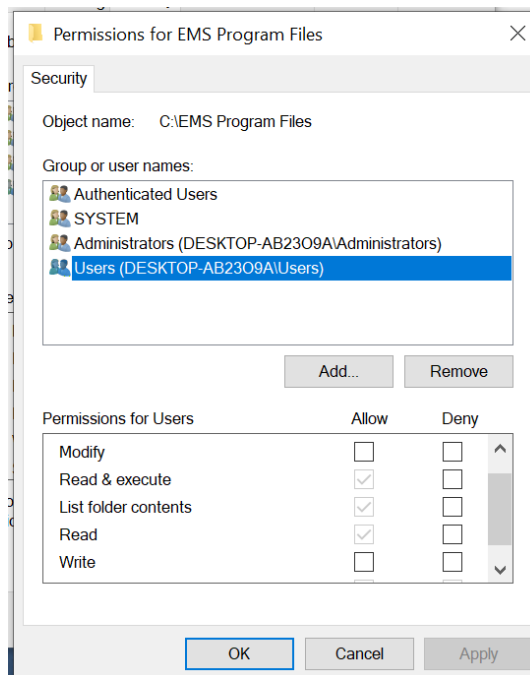 Permissions for EMS Program Files
Security
Object name: C:\EMS Program Files
Group or user names:
Authenticated Users
SYSTEM
Administrators (DESKTOP-AB23O9A\Administrators)
Users (DESKTOP-AB23O9A\Users)
Add... Remove
Permissions for Users Allow Deny
Modify
Read & execute
List folder contents
Read
Write
OK Cancel Apply